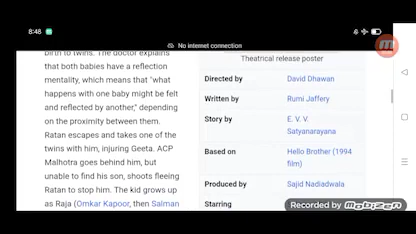 8:46
No internet connection
birth to twins. The doctor explains
that both babies have a reflection
mentality, which means that "what
happens with one baby might be felt
and reflected by another," depending
on the proximity between them.
Ratan escapes and takes one of the
twins with him, injuring Geeta. ACP
Malhotra goes behind him, but
unable to find his son, shoots fleeing
Ratan to stop him. The kid grows up
as Raja (Omkar Kapoor, then Salman
Theatrical release poster
Directed by David Dhawan
Written by Rumi Jaffery
Story by E. V. V.
Satyanarayana
Based on Hello Brother (1994
film)
Produced by Sajid Nadiadwala
Starring
Recorded by mobizen